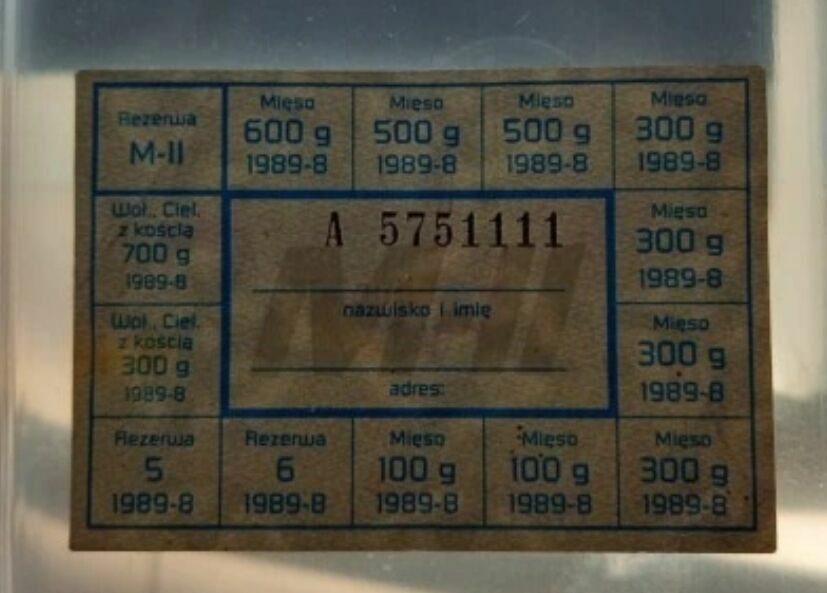 Rezerwa
M-II
Mięso
600 g
1989-8
Mięso
500 g
1989-8
Mięso
500 g
1989-8
Mięso
300 g
1989-8
Woł., Ciel.
z kością
700 g
1989-8
A 5751111
nazwisko i imię
adres:
Mięso
300 g
1989-8
Woł., Ciel.
z kością
300 g
1989-8
Mięso
300 g
1989-8
Rezerwa
5
1989-8
Rezerwa
6
1989-8
Mięso
100 g
1989-8
Mięso
100 g
1989-8
Mięso
300 g
1989-8
M-II